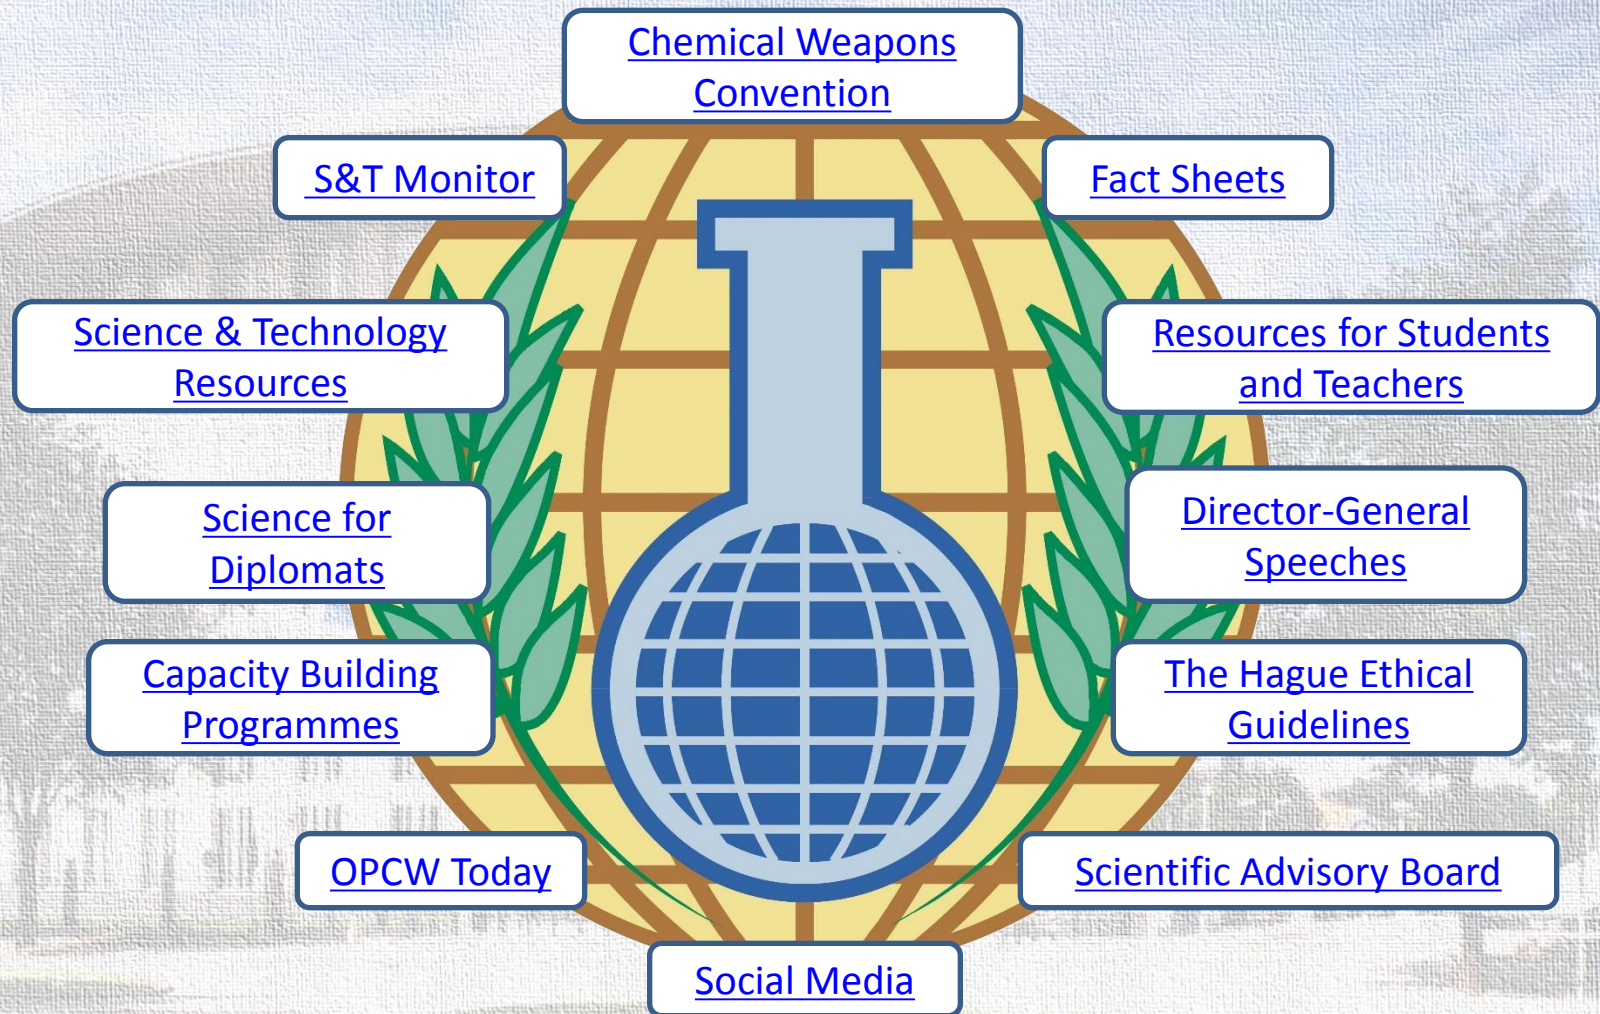 Chemical Weapons
Convention
S&T Monitor
Fact Sheets
Science & Technology
Resources
Resources for Students
and Teachers
Science for
Diplomats
Director-General
Speeches
Capacity Building
Programmes
The Hague Ethical
Guidelines
OPCW Today
Scientific Advisory Board
Social Media